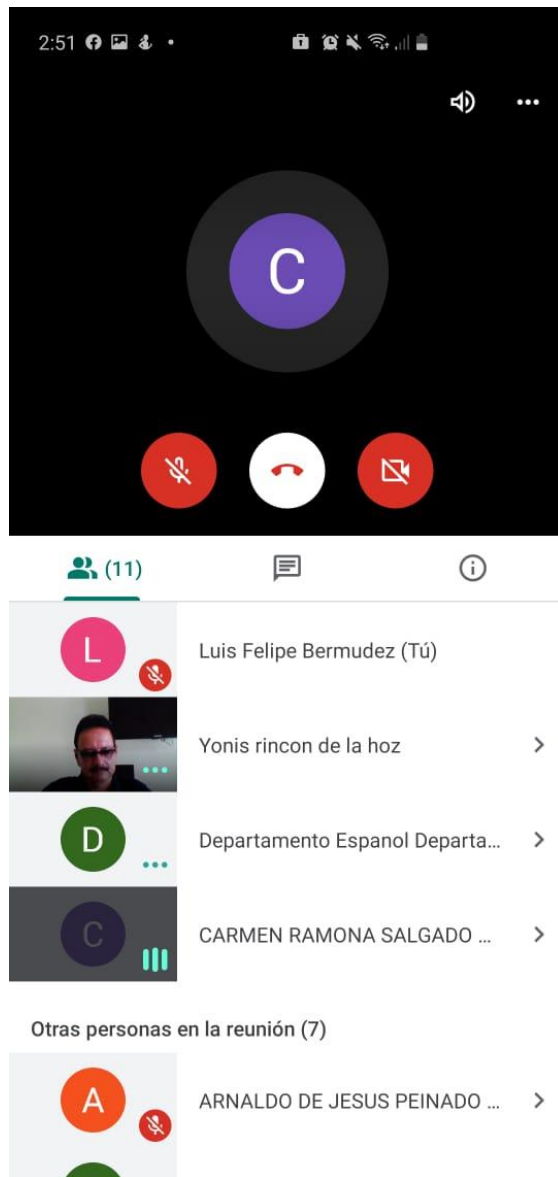 2:51
C
(11)
L
Luis Felipe Bermudez (Tú)
Yonis rincon de la hoz
D
Departamento Espanol Departa...
C
CARMEN RAMONA SALGADO ...
Otras personas en la reunión (7)
A
ARNALDO DE JESUS PEINADO ...